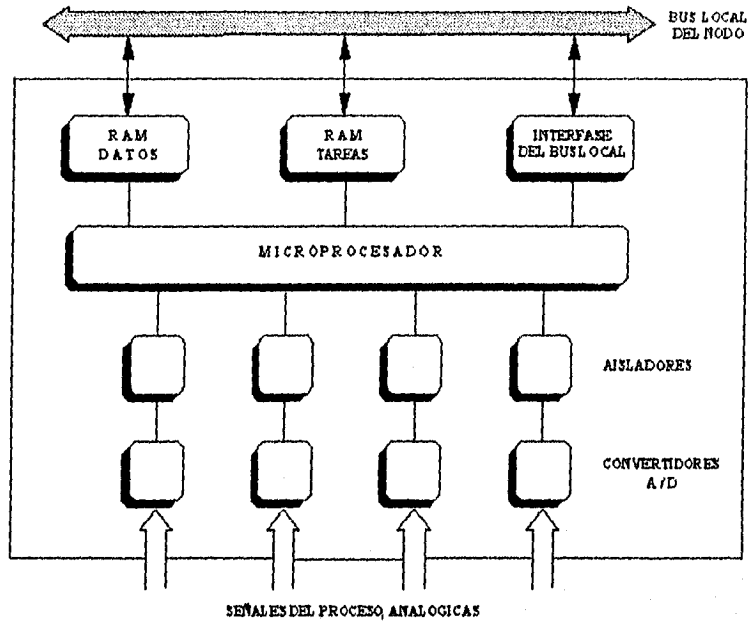 BUS LOCAL
DEL NODO
RAM
DATOS
RAM
TAREAS
INTERFASE
DEL BUS LOCAL
MICROPROCESADOR
AISLADORES
CONVERTIDORES
A/D
SEÑALES DEL PROCESO, ANALOGICAS